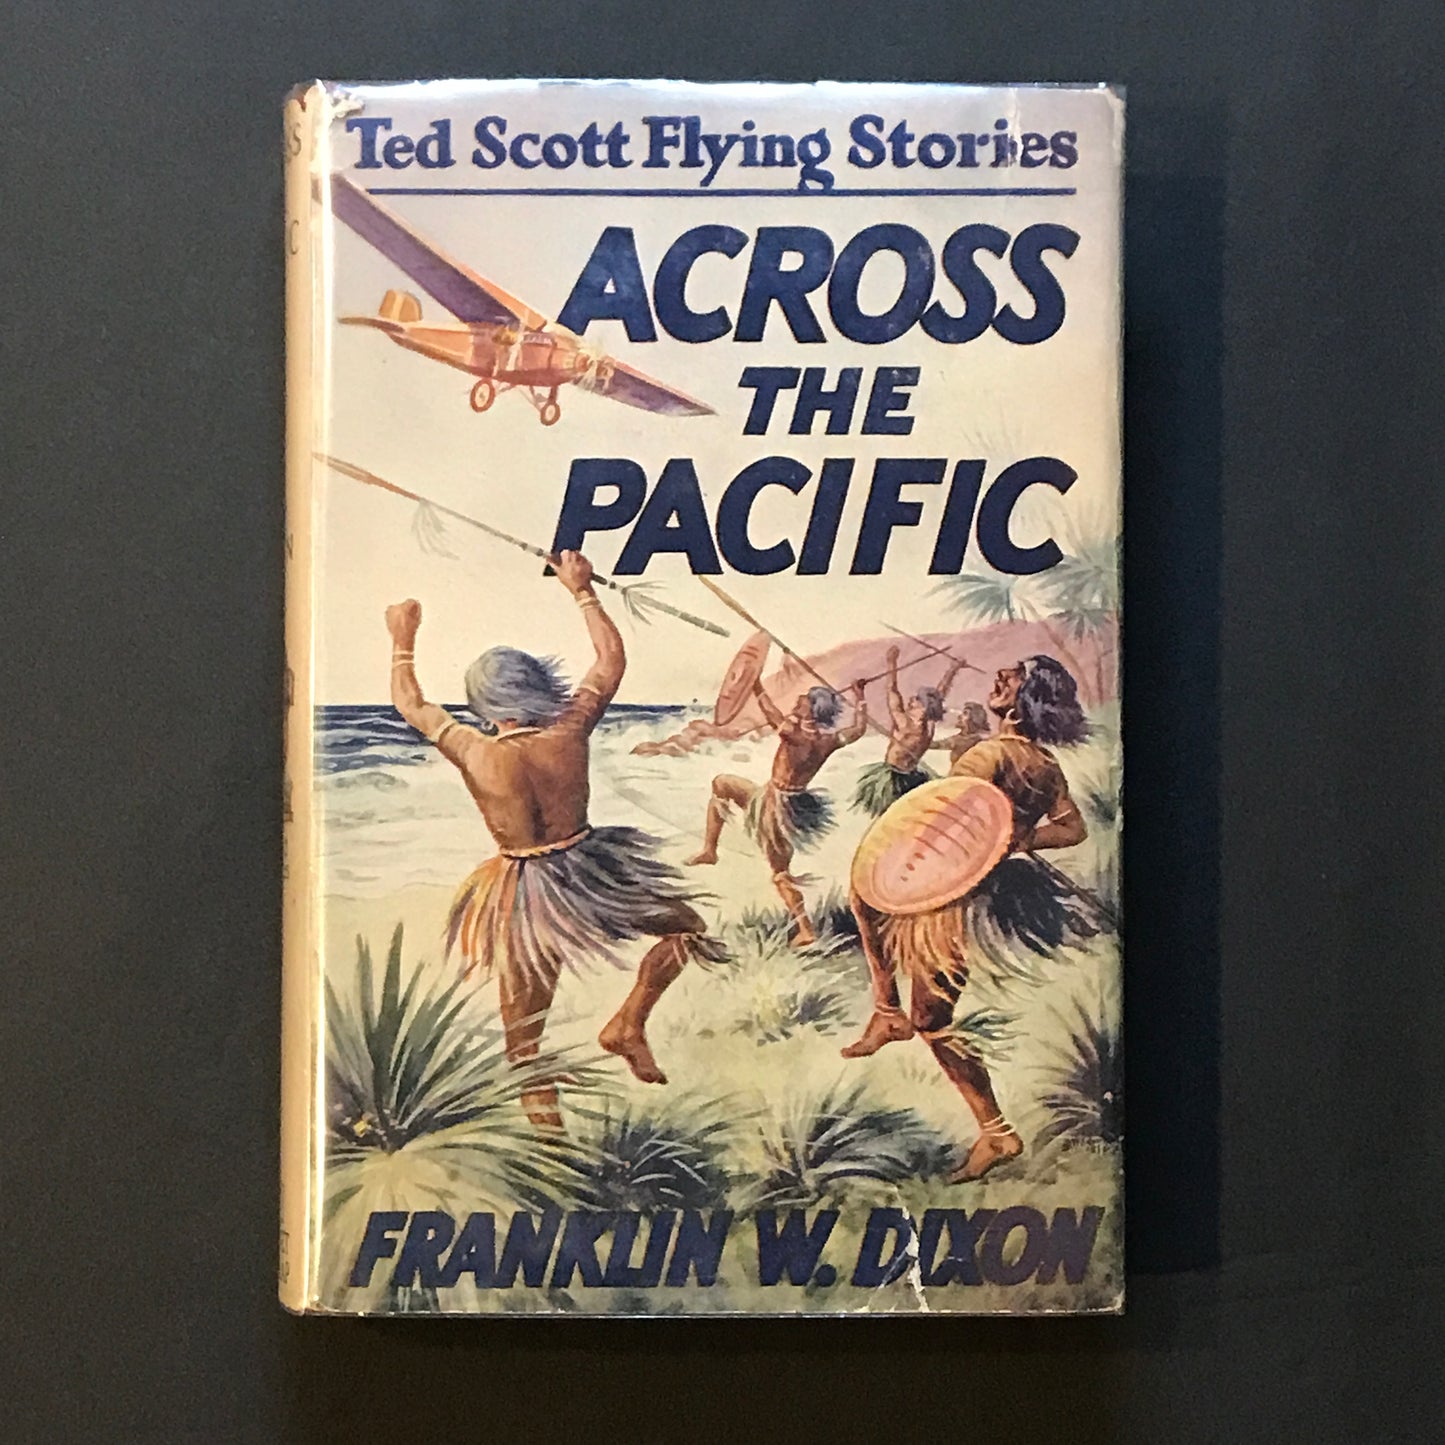 Ted Scott Flying Stories
ACROSS
THE
PACIFIC
FRANKLIN W. DIXON